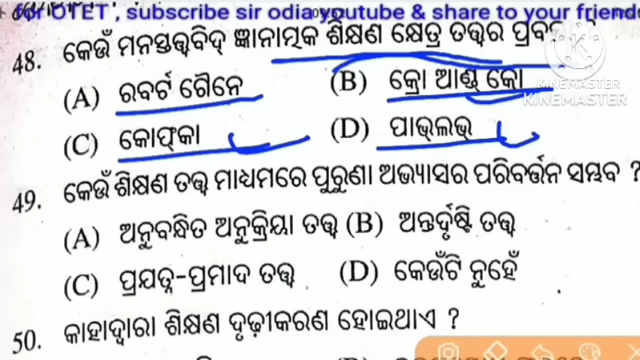 for OTET , subscribe sir odia youtube & share to your friends
48. କେଉଁ ମନସ୍ତତ୍ତ୍ୱବିଦ୍ ଜ୍ଞାନାତ୍ମକ ଶିକ୍ଷଣ କ୍ଷେତ୍ର ତତ୍ତ୍ୱର
(A) ରବର୍ଟ ଗୈନେ (B) କ୍ରୋ ଆଣ୍ଡ୍ କ୍ରୋ
KINEMASTER
(C) କୋଫ୍‌କା (D) ପାଭ୍‌ଲଭ୍
49. କେଉଁ ଶିକ୍ଷଣ ତତ୍ତ୍ୱ ମାଧ୍ୟମରେ ପୁରୁଣା ଅଭ୍ୟାସର ପରିବର୍ତ୍ତନ ସମ୍ଭବ ?
(A) ଅନୁବନ୍ଧିତ ଅନୁକ୍ରିୟା ତତ୍ତ୍ୱ (B) ଅନ୍ତର୍ଦୃଷ୍ଟି ତତ୍ତ୍ୱ
(C) ପ୍ରଯତ୍ନ-ପ୍ରମାଦ ତତ୍ତ୍ୱ (D) କେଉଁଟି ନୁହେଁ
50. କାହାଦ୍ୱାରା ଶିକ୍ଷଣ ଦୃଢ଼ୀକରଣ ହୋଇଥାଏ ?